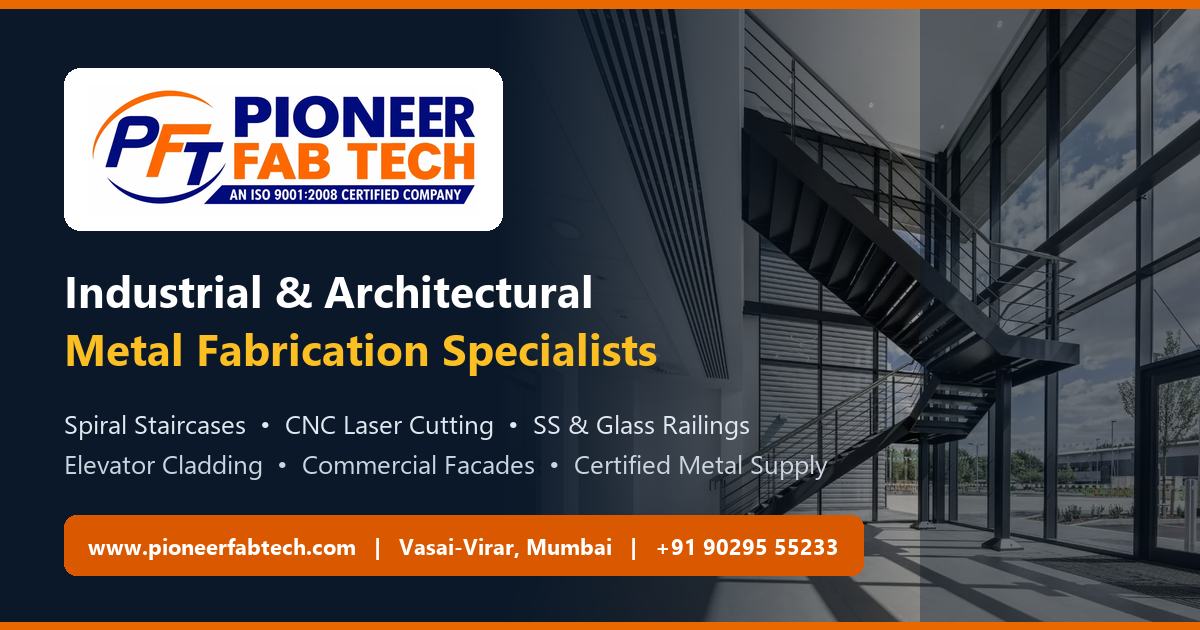 PFT
PIONEER
FAB TECH
AN ISO 9001:2008 CERTIFIED COMPANY
Industrial & Architectural
Metal Fabrication Specialists
Spiral Staircases • CNC Laser Cutting • SS & Glass Railings
Elevator Cladding • Commercial Facades • Certified Metal Supply
www.pioneerfabtech.com | Vasai-Virar, Mumbai | +91 90295 55233